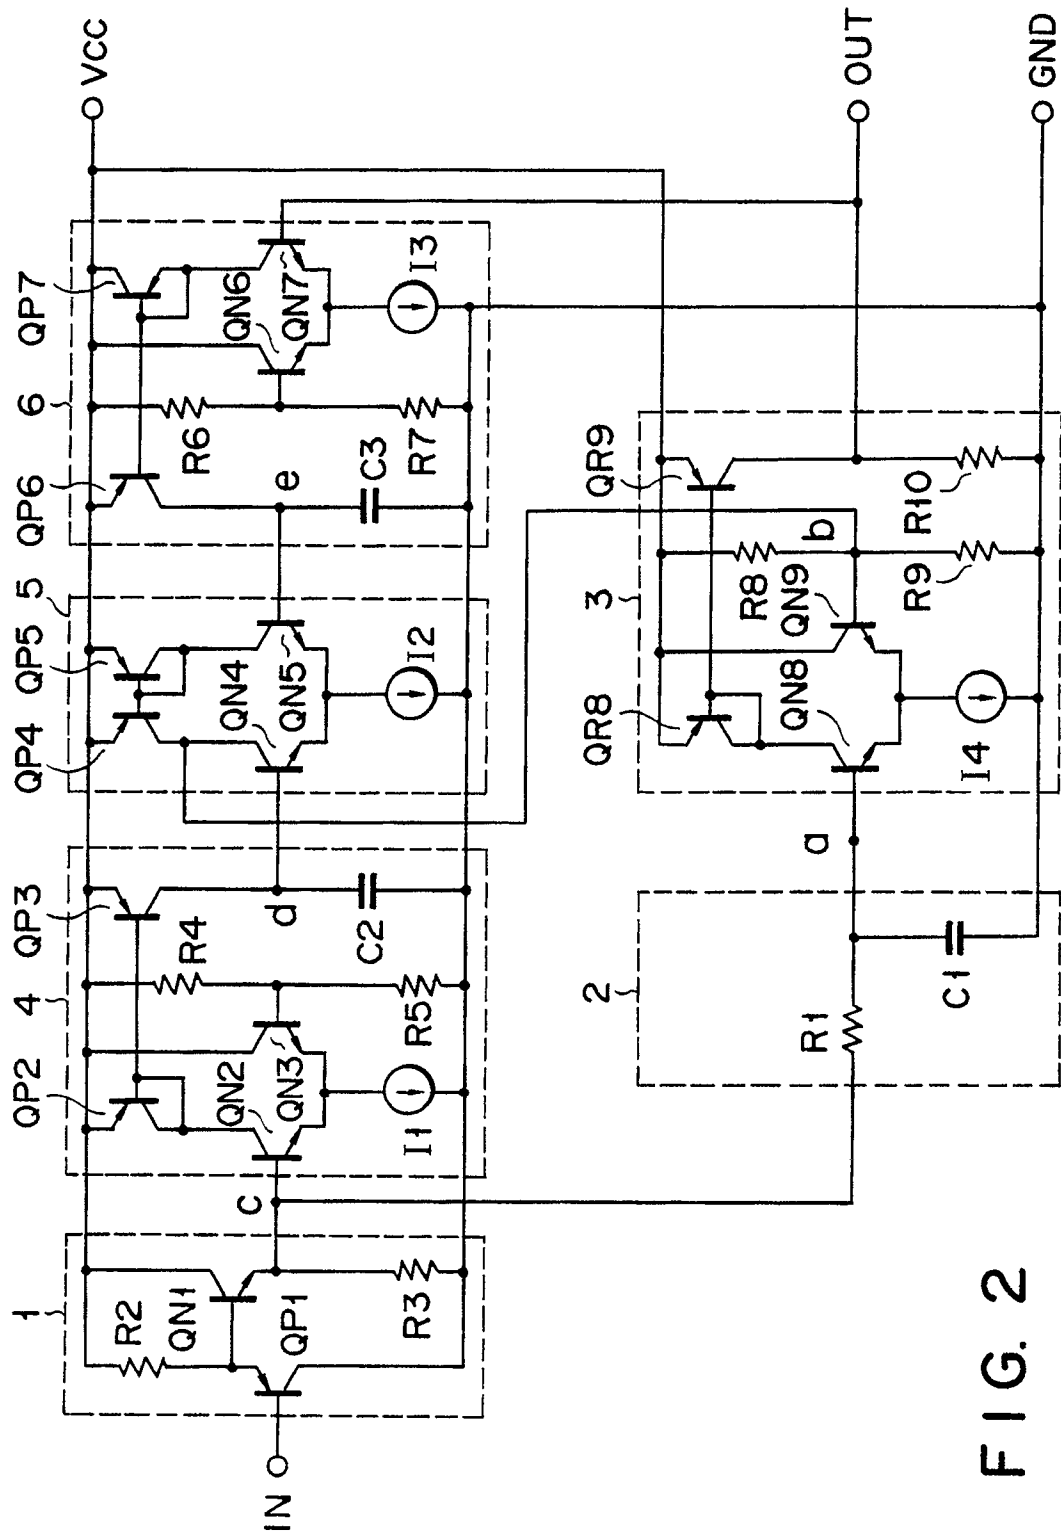 VCC
OUT
GND
IN
1
R2
QN1
QP1
R3
c
4
QP2
QP3
R4
QN2
QN3
R5
I1
d
C2
5
QP4
QP5
QN4
QN5
I2
6
QP6
QP7
R6
QN6
QN7
I3
R7
C3
e
2
R1
C1
a
3
QR8
QR9
R8
b
QN8
QN9
R9
R10
I4
FIG. 2